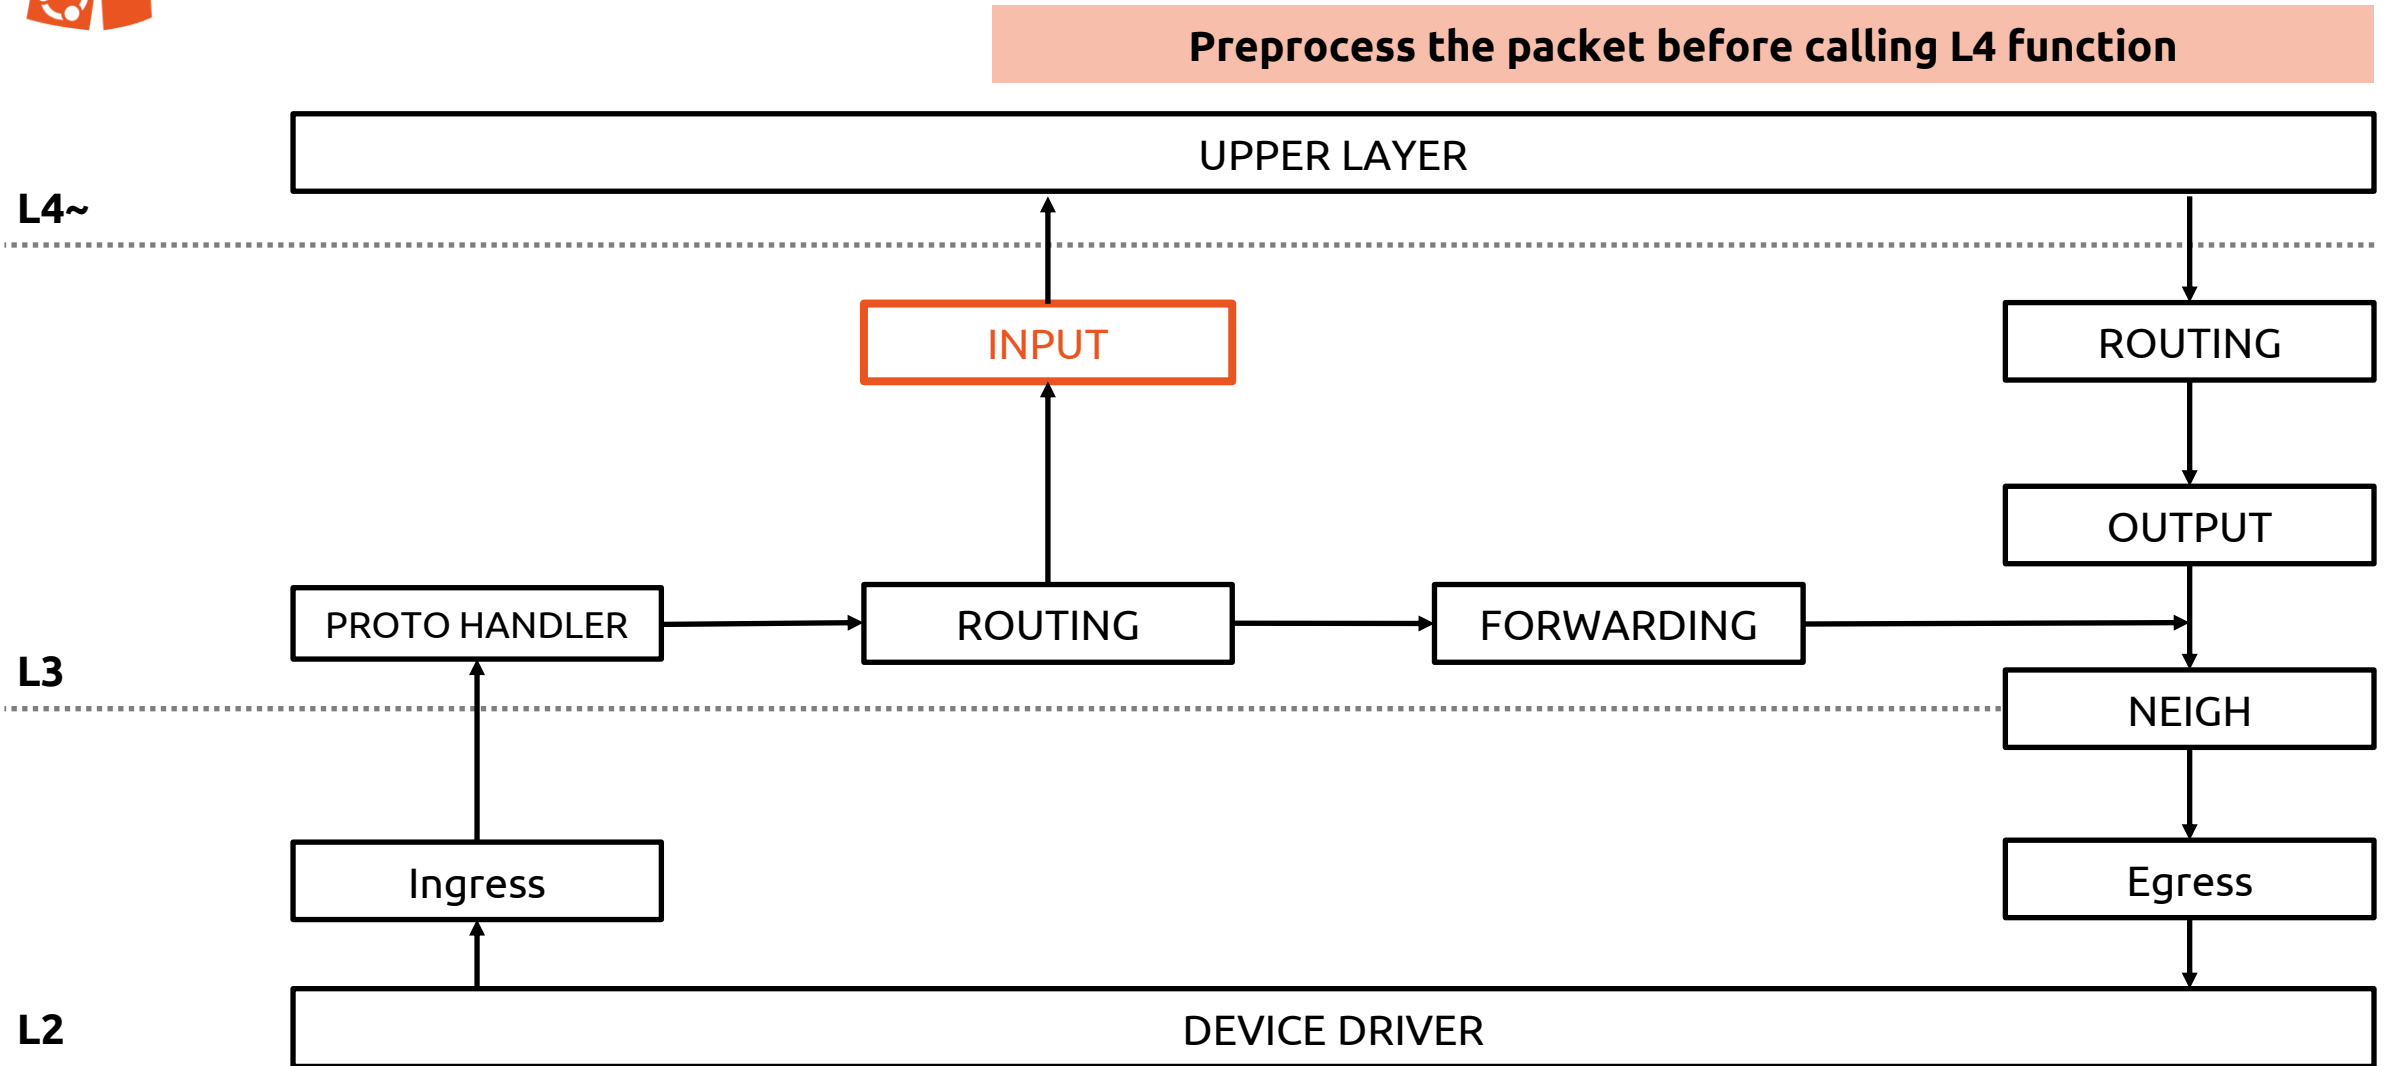 Preprocess the packet before calling L4 function
UPPER LAYER
L4~
INPUT
ROUTING
OUTPUT
PROTO HANDLER
ROUTING
FORWARDING
L3
NEIGH
Ingress
Egress
L2
DEVICE DRIVER